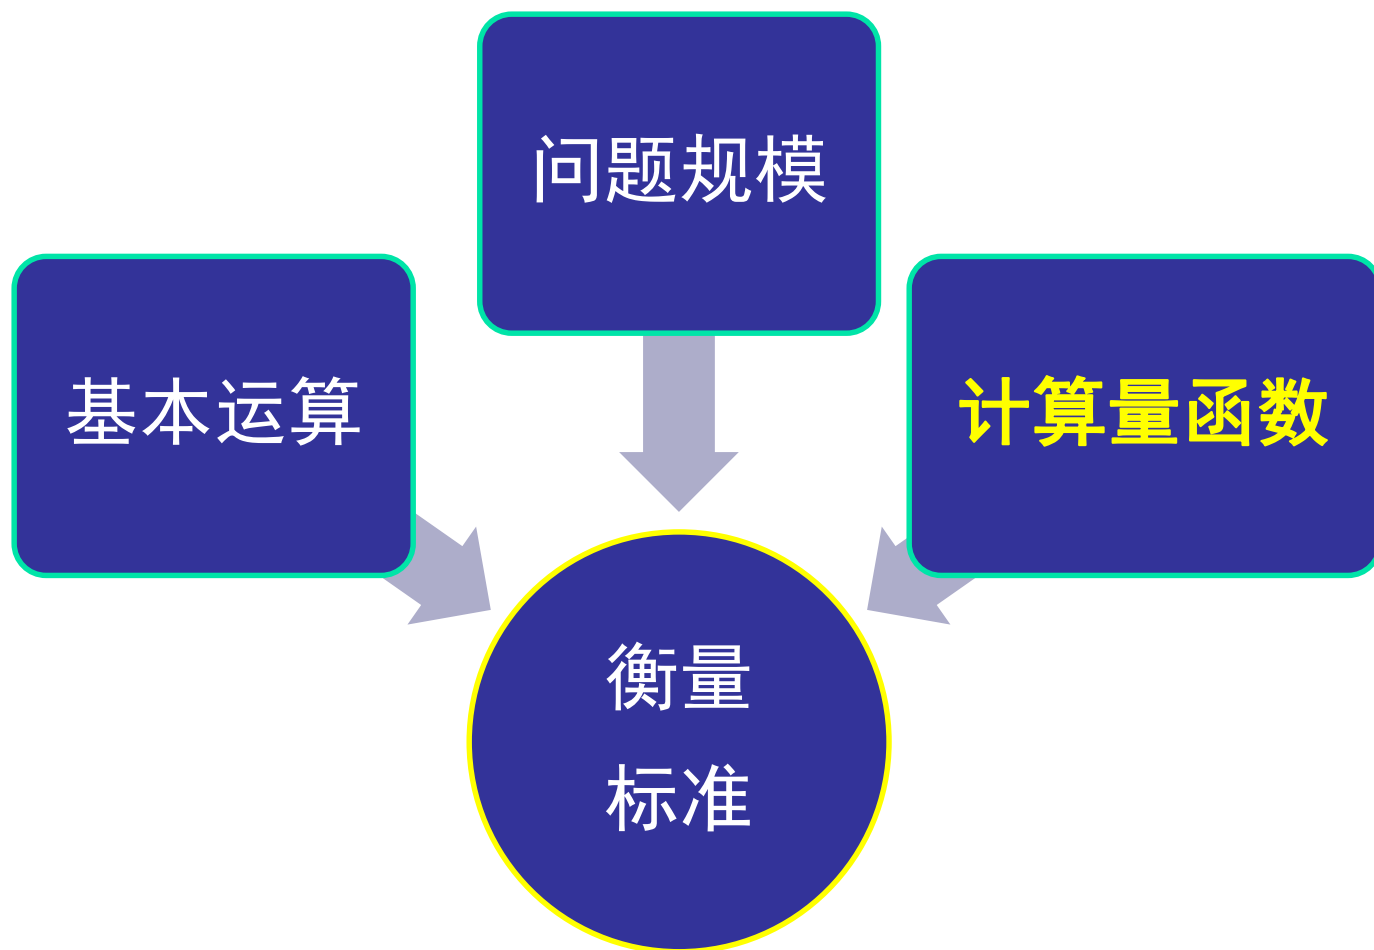 问题规模
基本运算
计算量函数
衡量
标准